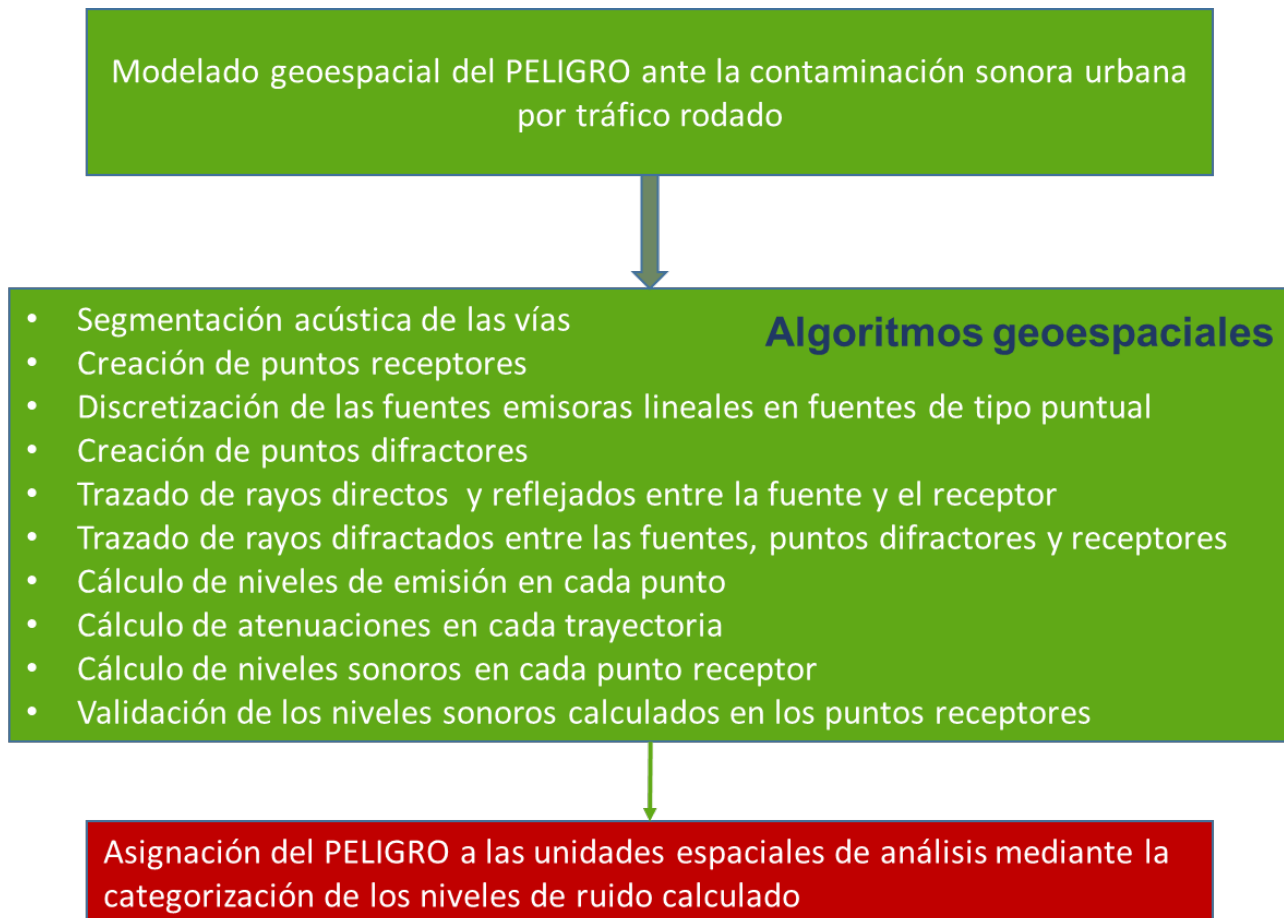 Modelado geoespacial del PELIGRO ante la contaminación sonora urbana
por tráfico rodado
Algoritmos geoespaciales
• Segmentación acústica de las vías
• Creación de puntos receptores
• Discretización de las fuentes emisoras lineales en fuentes de tipo puntual
• Creación de puntos difractores
• Trazado de rayos directos  y reflejados entre la fuente y el receptor
• Trazado de rayos difractados entre las fuentes, puntos difractores y receptores
• Cálculo de niveles de emisión en cada punto
• Cálculo de atenuaciones en cada trayectoria
• Cálculo de niveles sonoros en cada punto receptor
• Validación de los niveles sonoros calculados en los puntos receptores
Asignación del PELIGRO a las unidades espaciales de análisis mediante la
categorización de los niveles de ruido calculado